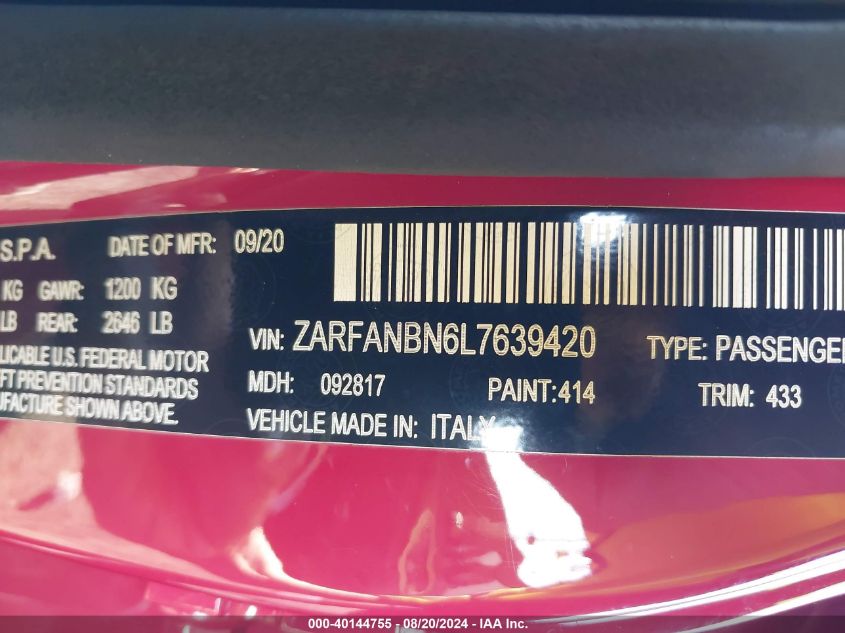 S.P.A. DATE OF MFR: 09/20
KG GAWR: 1200 KG
LB REAR: 2646 LB
VIN: ZARFANBN6L7639420 TYPE: PASSENGE
PLICABLE U.S. FEDERAL MOTOR
MDH: 092817 PAINT:414 TRIM: 433
FT PREVENTION STANDARDS
VEHICLE MADE IN: ITALY
UFACTURE SHOWN ABOVE.
000-40144755 - 08/20/2024 - IAA Inc.